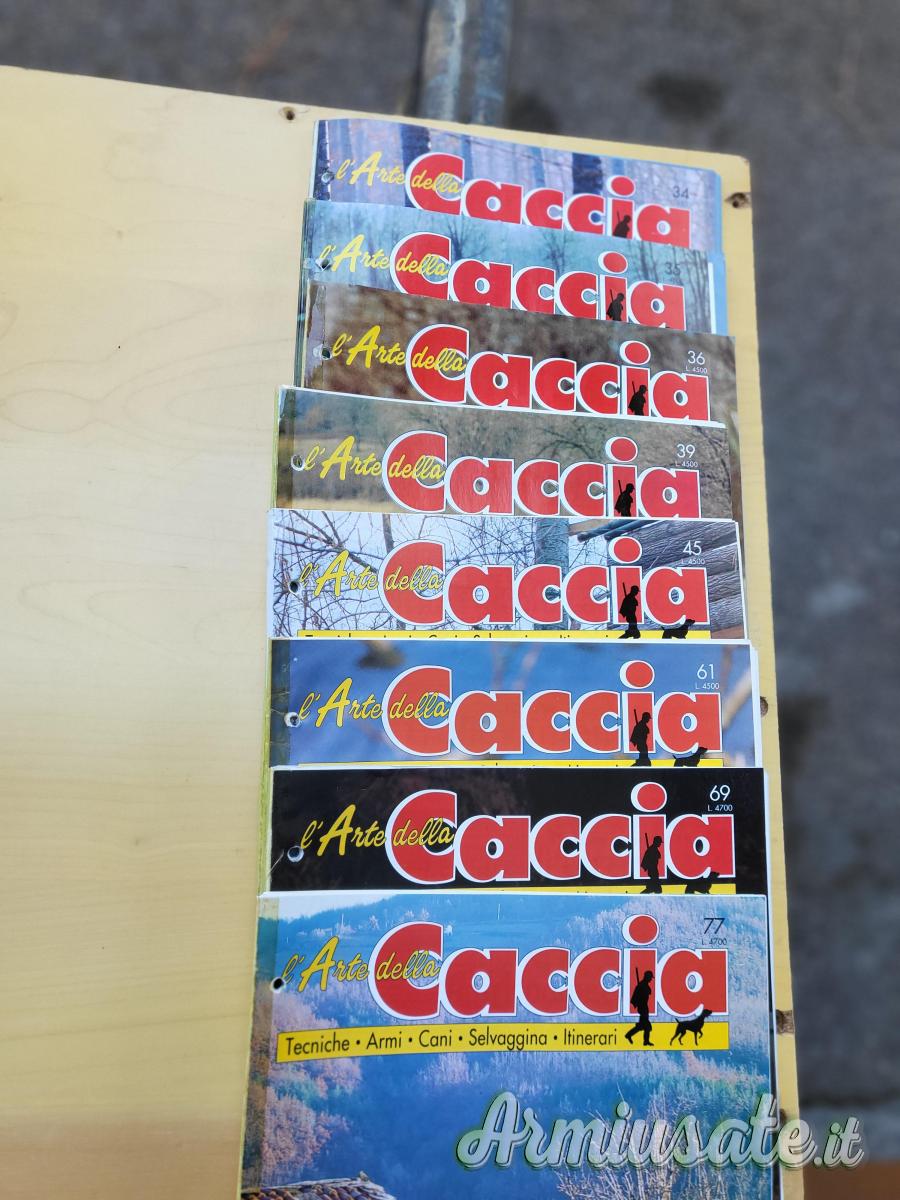 l'Arte della Caccia
34
l'Arte della Caccia
35
l'Arte della Caccia
36
L. 4500
l'Arte della Caccia
39
L. 4500
l'Arte della Caccia
45
L. 4500
l'Arte della Caccia
61
L. 4500
l'Arte della Caccia
69
L. 4700
l'Arte della Caccia
77
L. 4700
Tecniche • Armi • Cani • Selvaggina • Itinerari
Armiusate.it